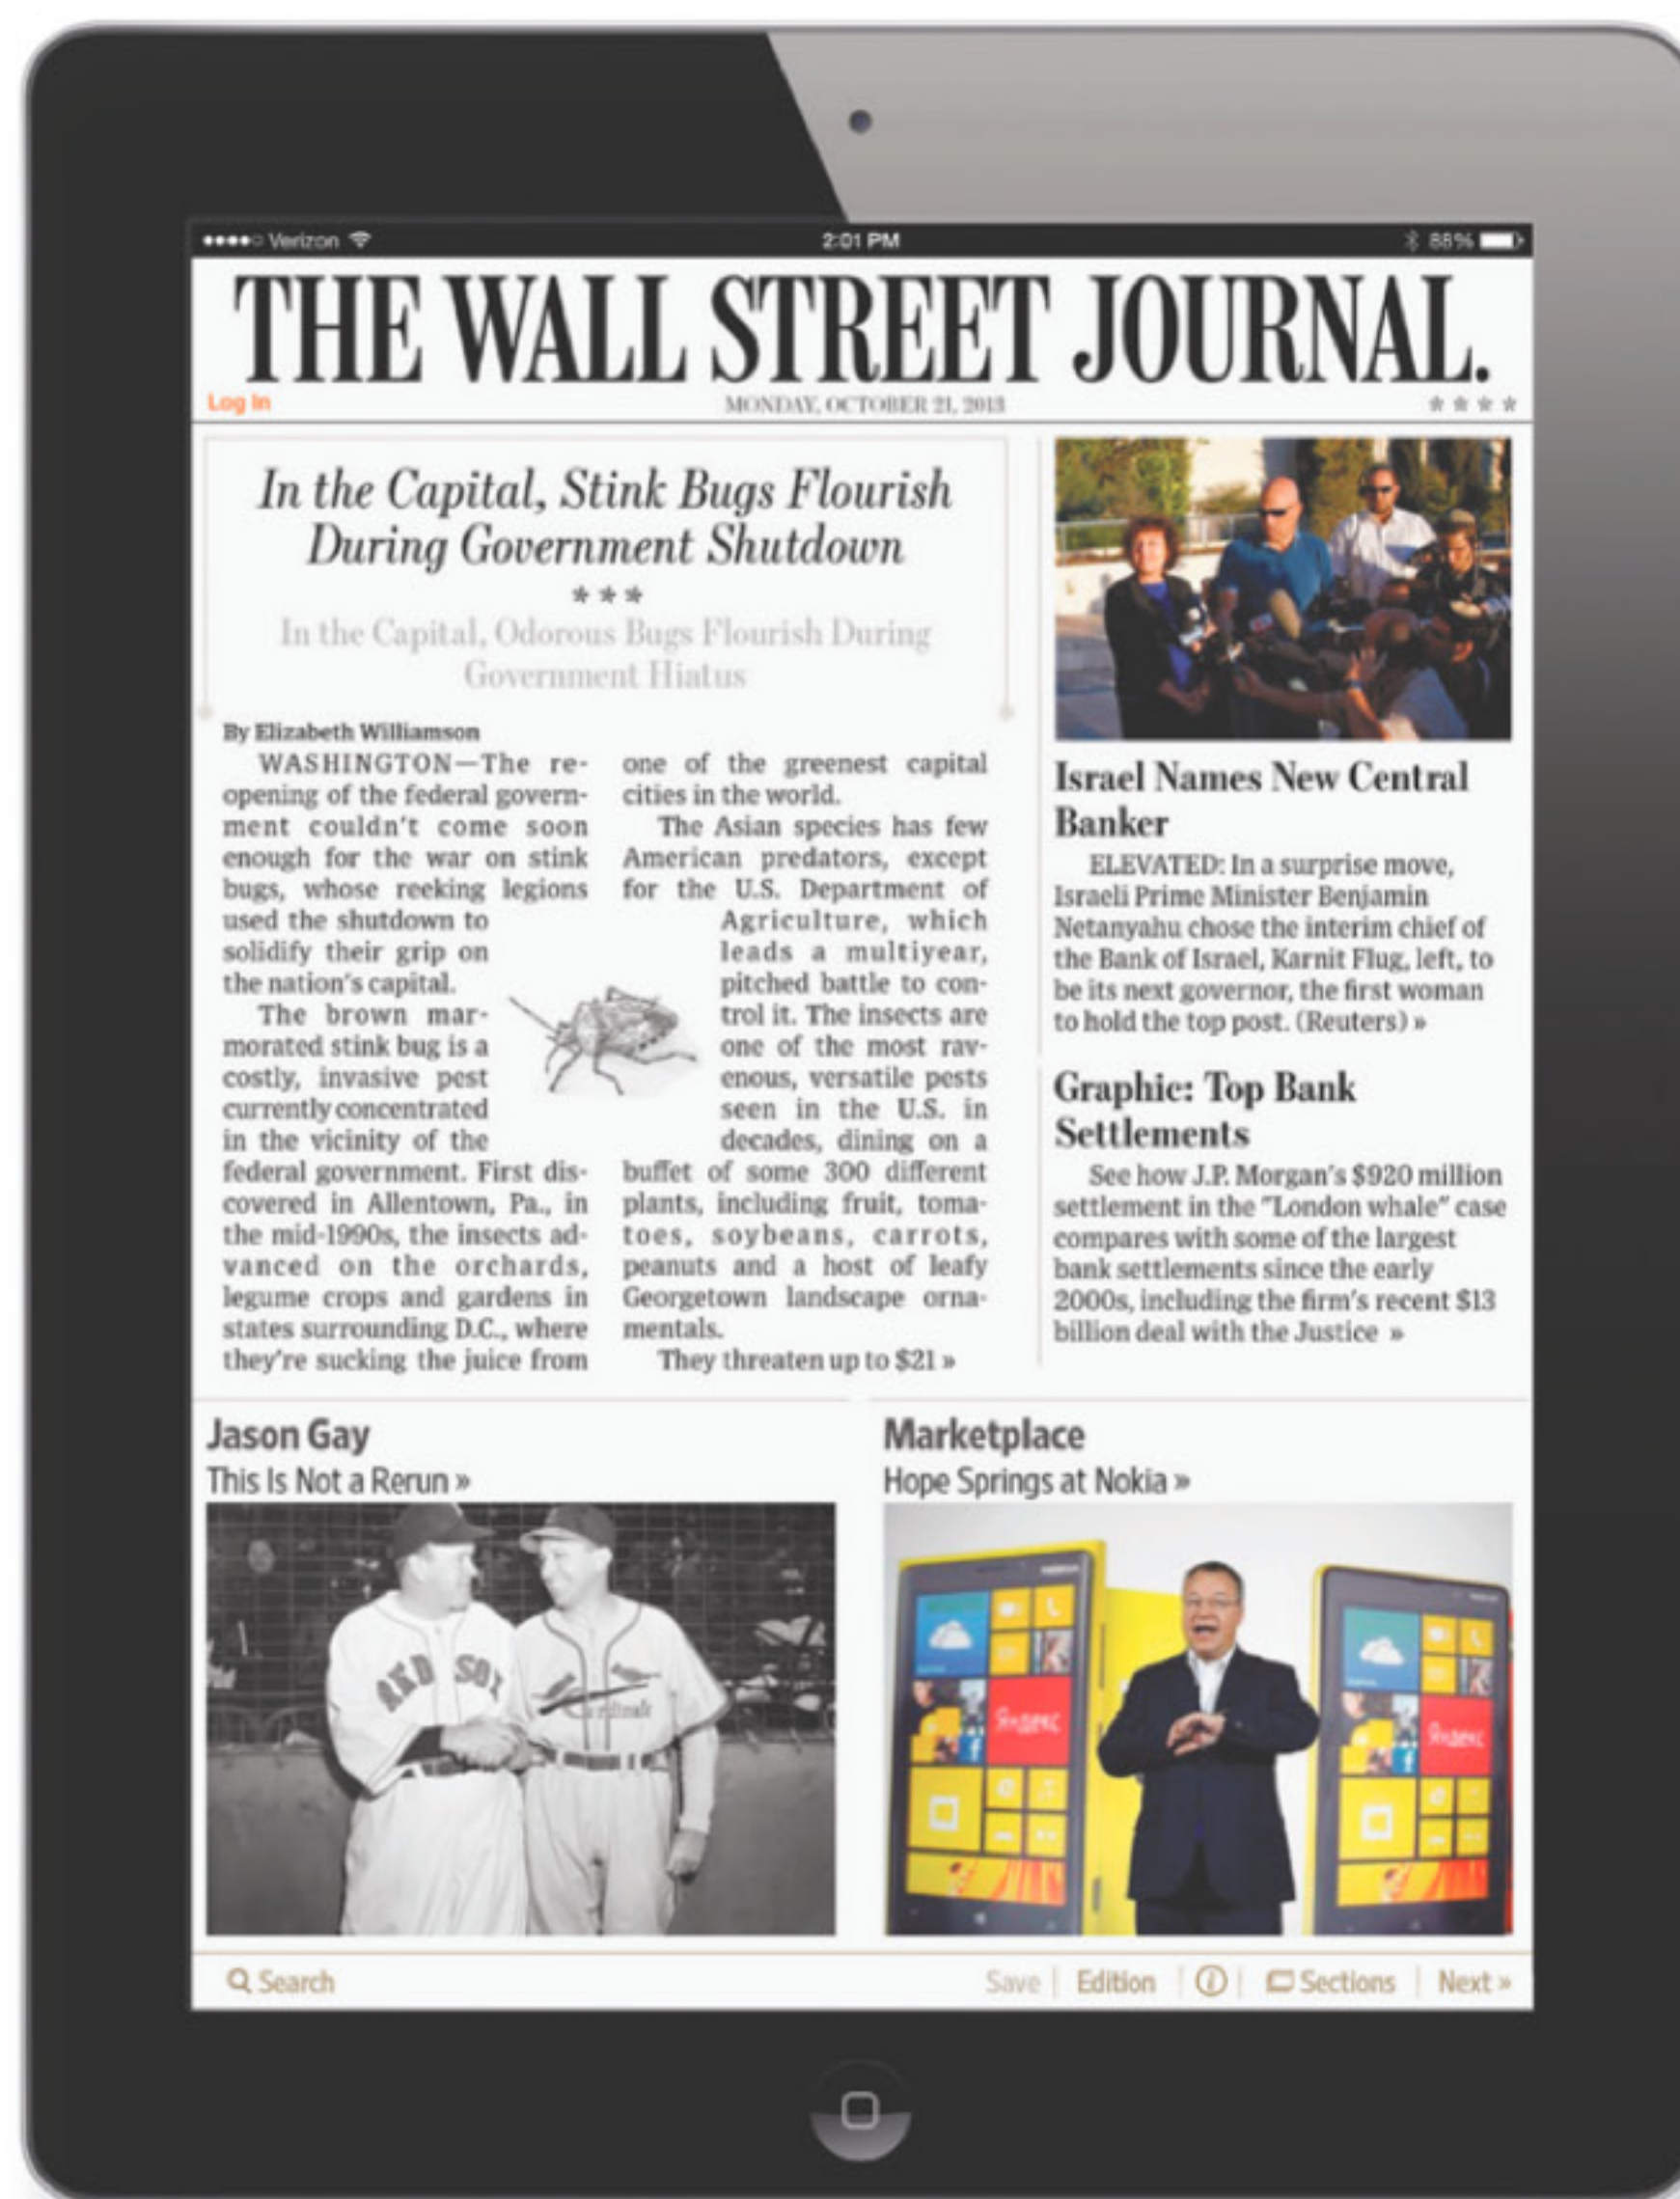 Verizon
2:01 PM
88%
THE WALL STREET JOURNAL.
Log In
MONDAY, OCTOBER 21, 2013
****
In the Capital, Stink Bugs Flourish
During Government Shutdown
***
In the Capital, Odorous Bugs Flourish During
Government Hiatus
By Elizabeth Williamson
WASHINGTON—The re-
opening of the federal govern-
ment couldn't come soon
enough for the war on stink
bugs, whose reeking legions
used the shutdown to
solidify their grip on
the nation's capital.
The brown mar-
morated stink bug is a
costly, invasive pest
currently concentrated
in the vicinity of the
federal government. First dis-
covered in Allentown, Pa., in
the mid-1990s, the insects ad-
vanced on the orchards,
legume crops and gardens in
states surrounding D.C., where
they're sucking the juice from
one of the greenest capital
cities in the world.
The Asian species has few
American predators, except
for the U.S. Department of
Agriculture, which
leads a multiyear,
pitched battle to con-
trol it. The insects are
one of the most rav-
enous, versatile pests
seen in the U.S. in
decades, dining on a
buffet of some 300 different
plants, including fruit, toma-
toes, soybeans, carrots,
peanuts and a host of leafy
Georgetown landscape orna-
mentals.
They threaten up to $21 »
Israel Names New Central
Banker
ELEVATED: In a surprise move,
Israeli Prime Minister Benjamin
Netanyahu chose the interim chief of
the Bank of Israel, Karnit Flug, left, to
be its next governor, the first woman
to hold the top post. (Reuters) »
Graphic: Top Bank
Settlements
See how J.P. Morgan's $920 million
settlement in the "London whale" case
compares with some of the largest
bank settlements since the early
2000s, including the firm's recent $13
billion deal with the Justice »
Jason Gay
This Is Not a Rerun »
RED SOX
Cardinals
Marketplace
Hope Springs at Nokia »
Яндекс
Яндекс
Search
Save
Edition
Sections
Next »